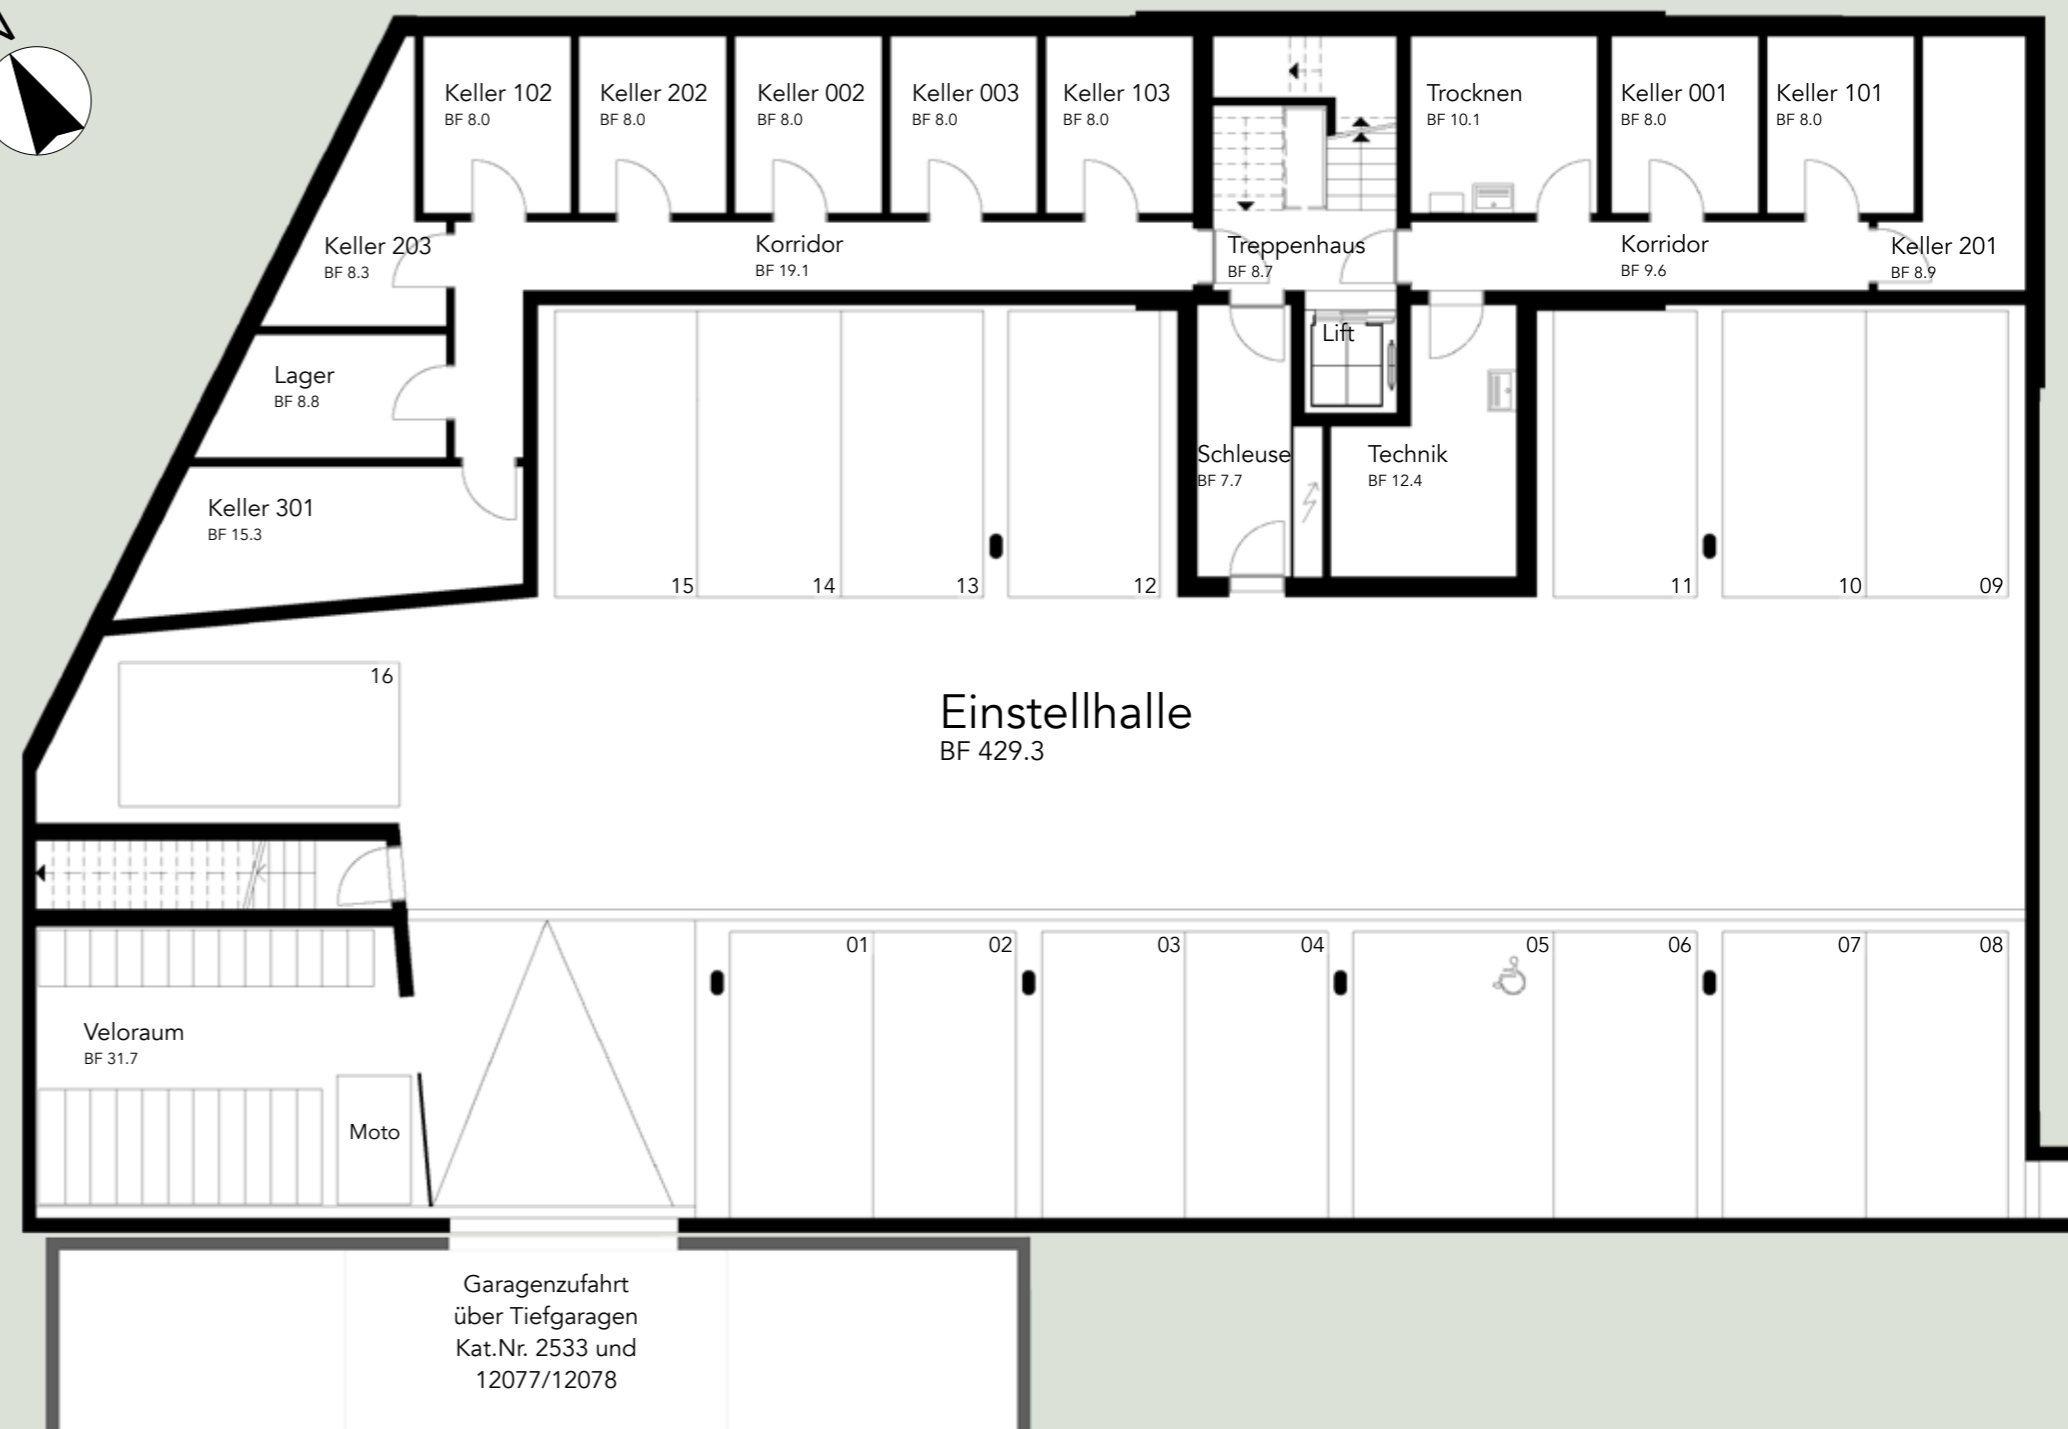 N
Keller 102
BF 8.0
Keller 202
BF 8.0
Keller 002
BF 8.0
Keller 003
BF 8.0
Keller 103
BF 8.0
Trocknen
BF 10.1
Keller 001
BF 8.0
Keller 101
BF 8.0
Keller 203
BF 8.3
Korridor
BF 19.1
Treppenhaus
BF 8.7
Korridor
BF 9.6
Keller 201
BF 8.9
Lift
Lager
BF 8.8
Schleuse
BF 7.7
Technik
BF 12.4
Keller 301
BF 15.3
15
14
13
12
11
10
09
16
Einstellhalle
BF 429.3
01
02
03
04
05
06
07
08
Veloraum
BF 31.7
Moto
Garagenzufahrt
über Tiefgaragen
Kat.Nr. 2533 und
12077/12078